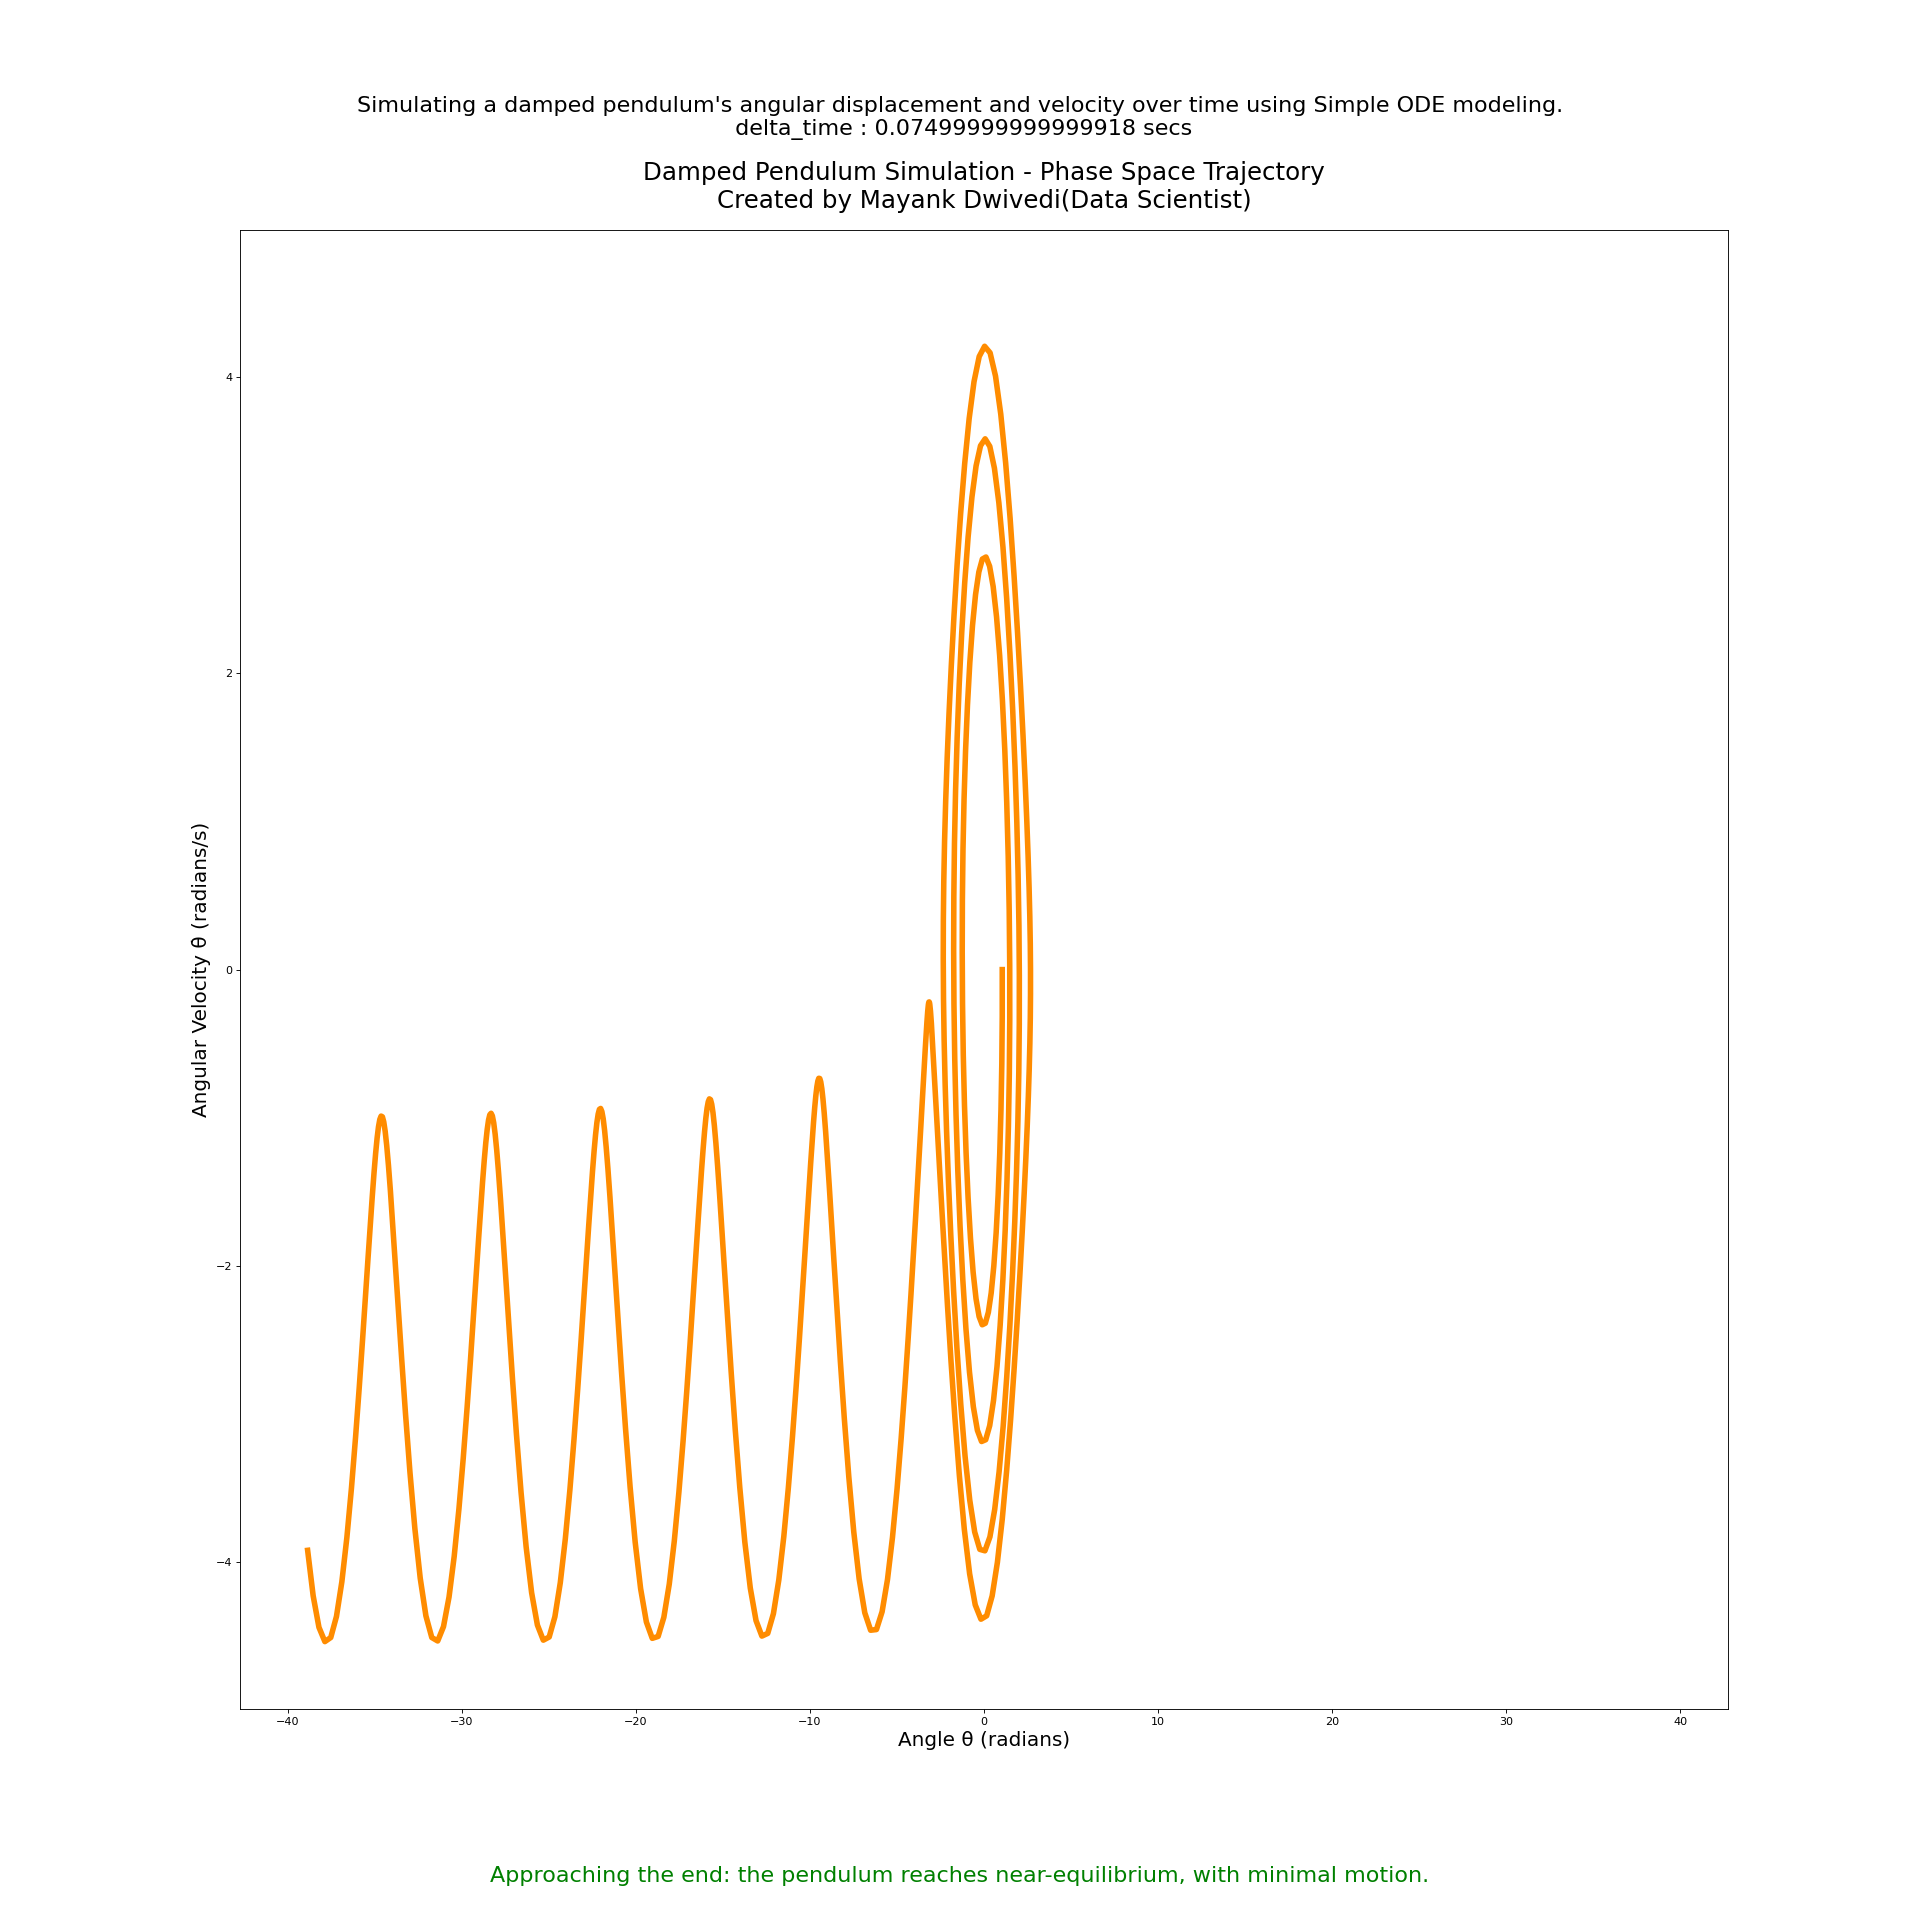 Simulating a damped pendulum's angular displacement and velocity over time using Simple ODE modeling.
delta_time : 0.07499999999999918 secs
Damped Pendulum Simulation - Phase Space Trajectory
Created by Mayank Dwivedi(Data Scientist)
4
2
0
−2
−4
Angular Velocity θ (radians/s)
−40
−30
−20
−10
0
10
20
30
40
Angle θ (radians)
Approaching the end: the pendulum reaches near-equilibrium, with minimal motion.